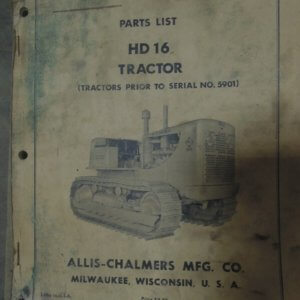 PARTS LIST
HD 16
TRACTOR
(TRACTORS PRIOR TO SERIAL NO. 5901)
ALLIS-CHALMERS MFG. CO.
MILWAUKEE, WISCONSIN, U. S. A.